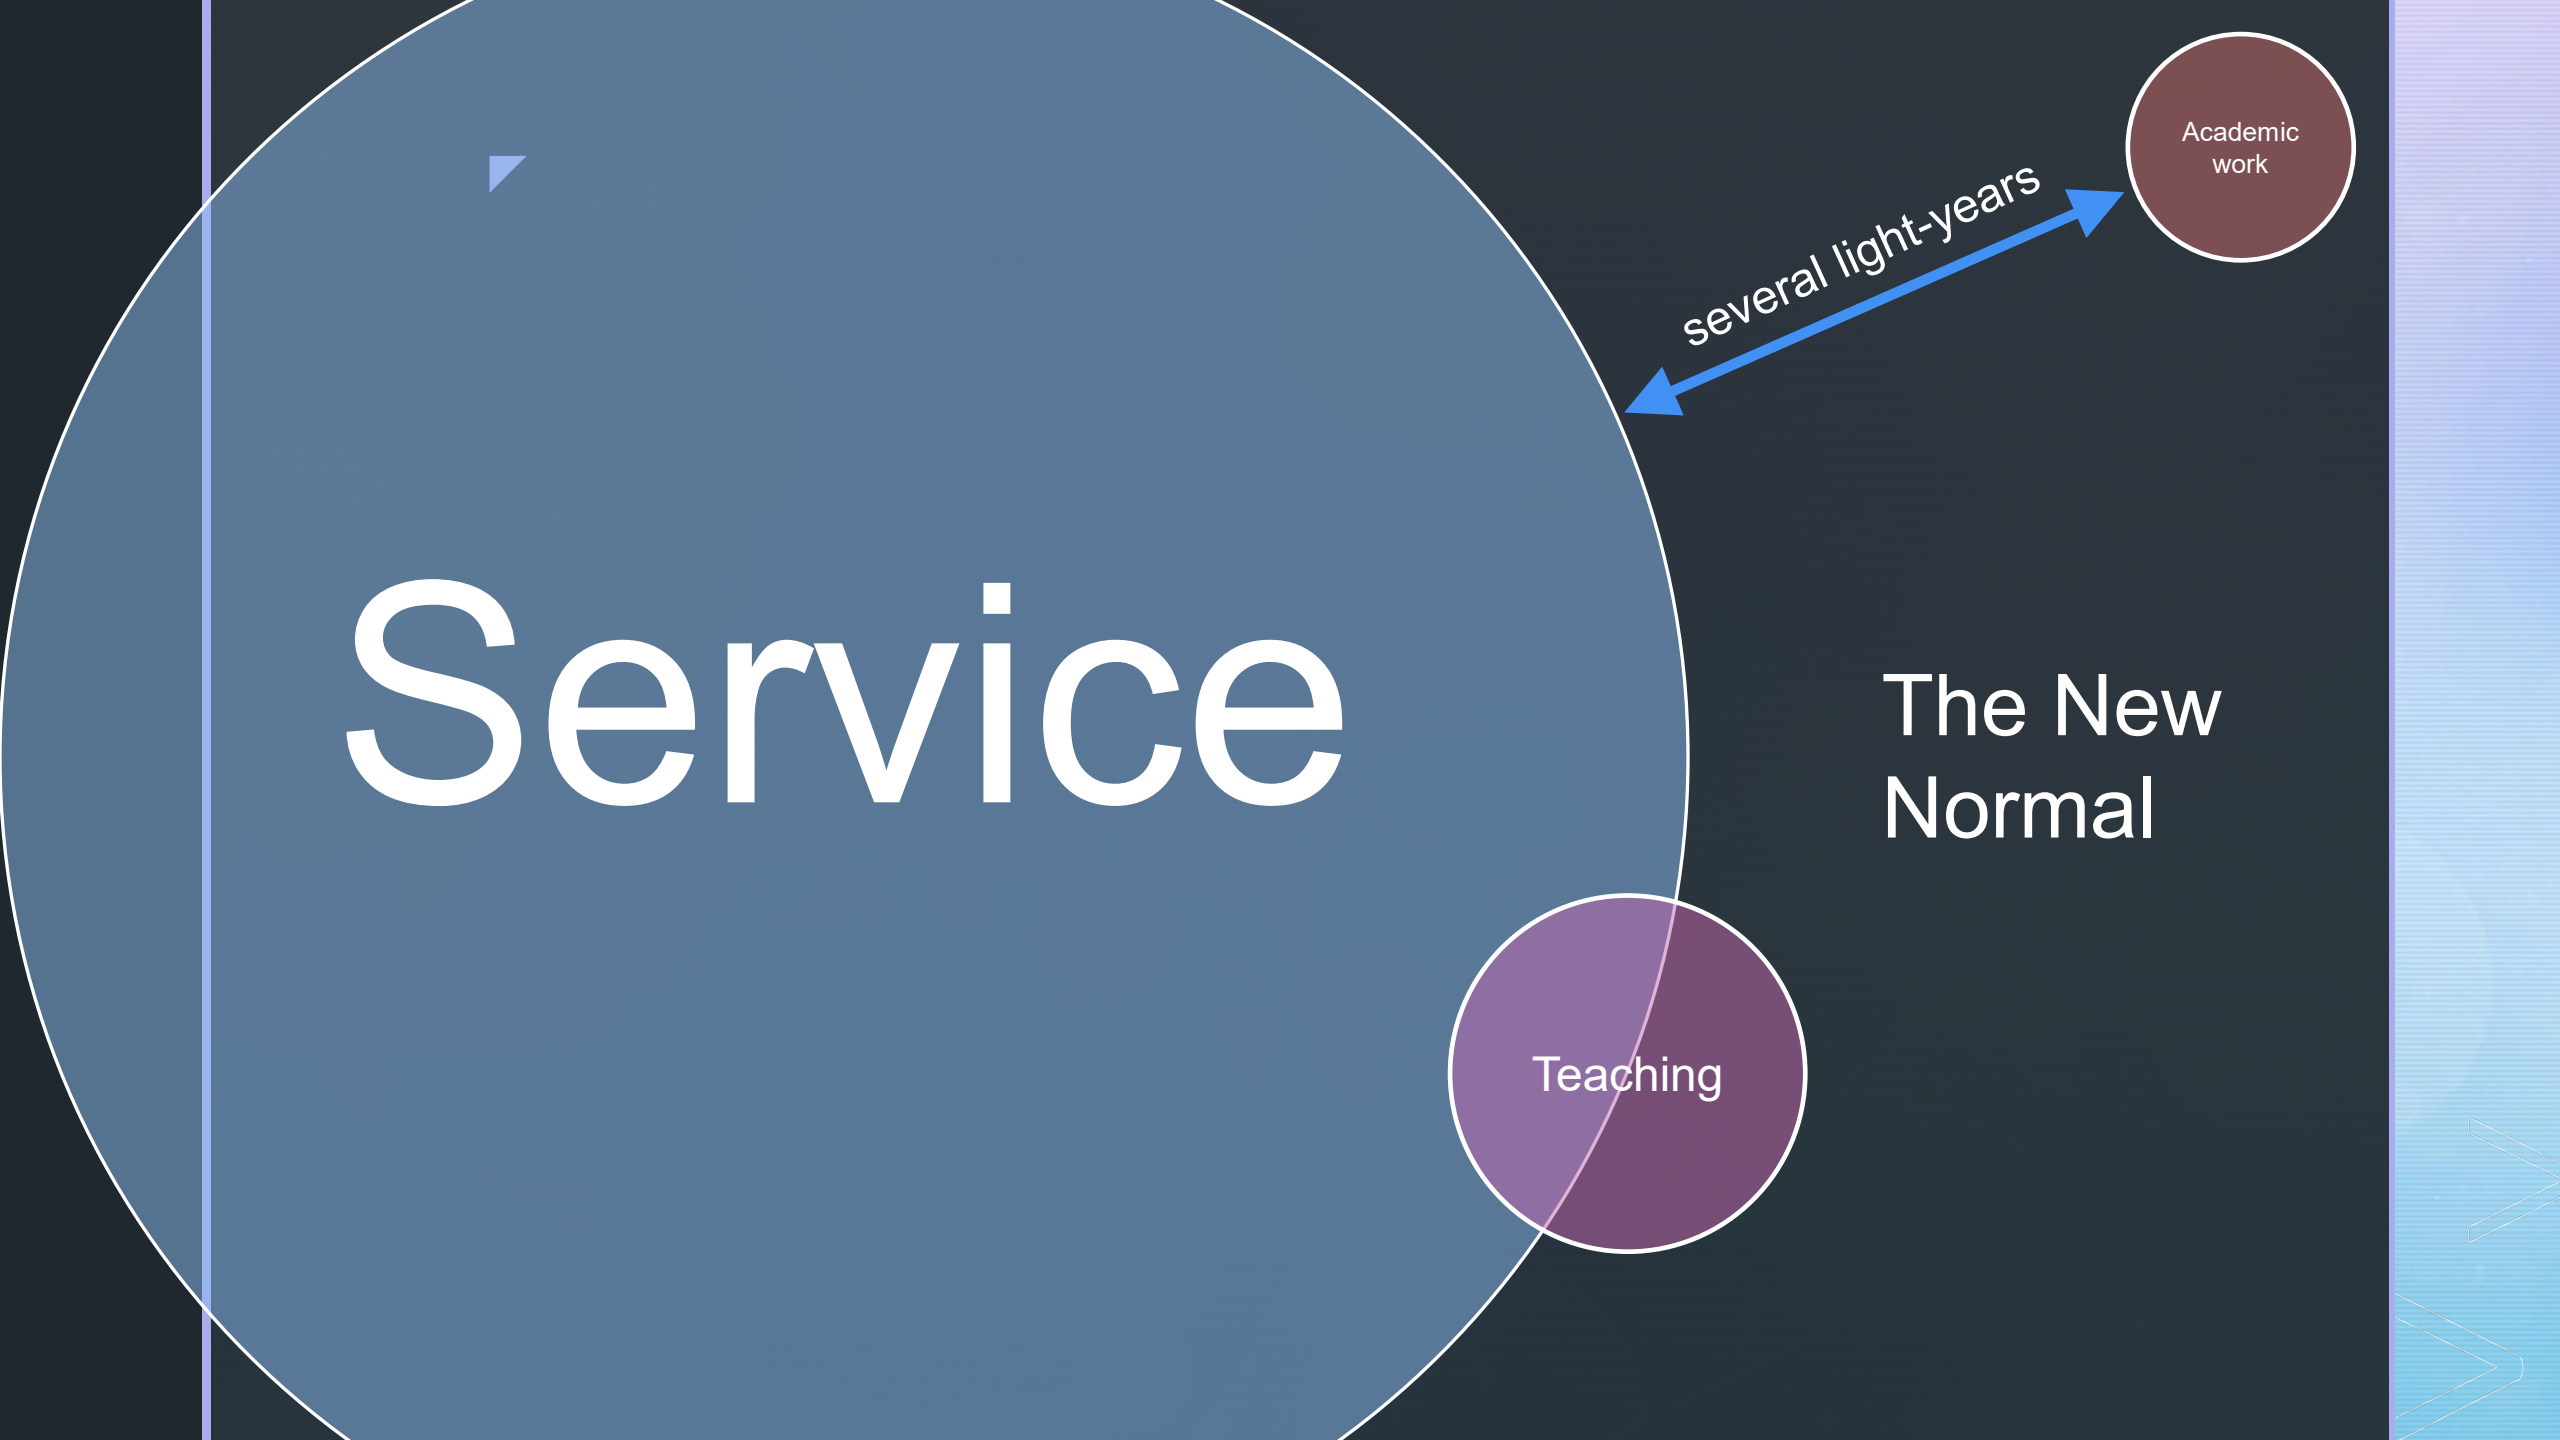 Academic
work
several light-years
Service
The New
Normal
Teaching